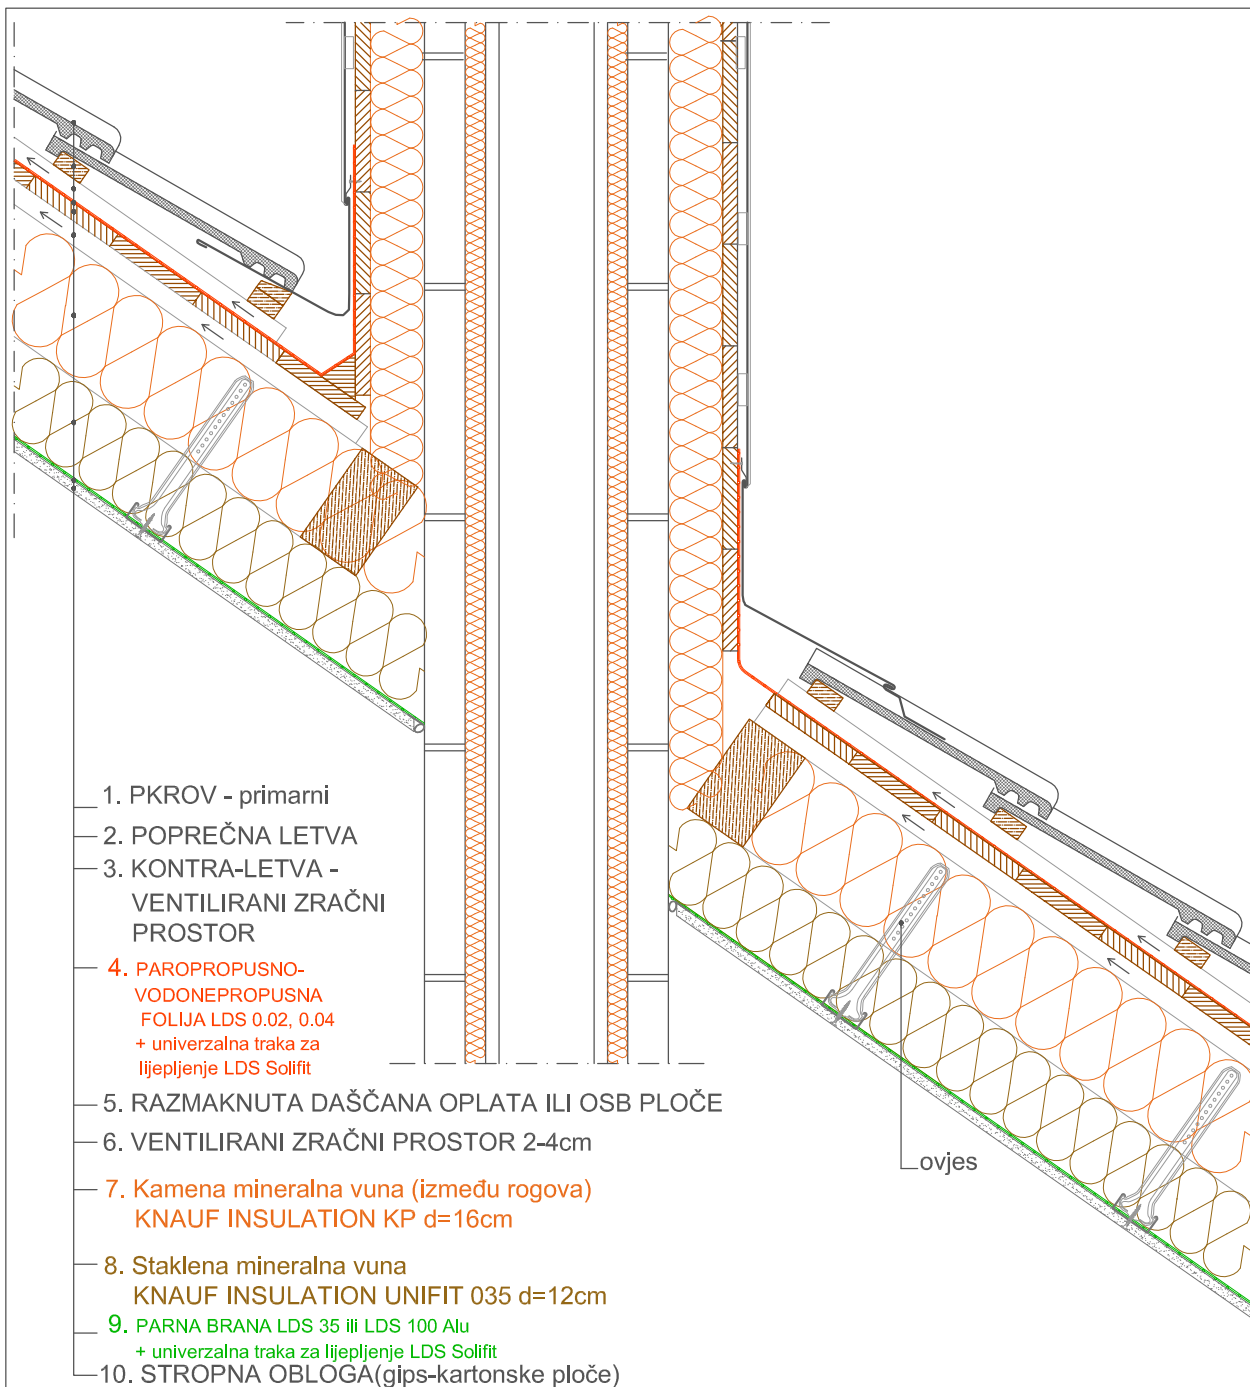 1. PKROV - primarni
2. POPREČNA LETVA
3. KONTRA-LETVA -
VENTILIRANI ZRAČNI
PROSTOR
4. PAROPROPUSNO-
VODONEPROPUSNA
FOLIJA LDS 0.02, 0.04
+ univerzalna traka za
lijepljenje LDS Solifit
5. RAZMAKNUTA DAŠČANA OPLATA ILI OSB PLOČE
6. VENTILIRANI ZRAČNI PROSTOR 2-4cm
ovjes
7. Kamena mineralna vuna (između rogova)
KNAUF INSULATION KP d=16cm
8. Staklena mineralna vuna
KNAUF INSULATION UNIFIT 035 d=12cm
9. PARNA BRANA LDS 35 ili LDS 100 Alu
+ univerzalna traka za lijepljenje LDS Solifit
10. STROPNA OBLOGA(gips-kartonske ploče)